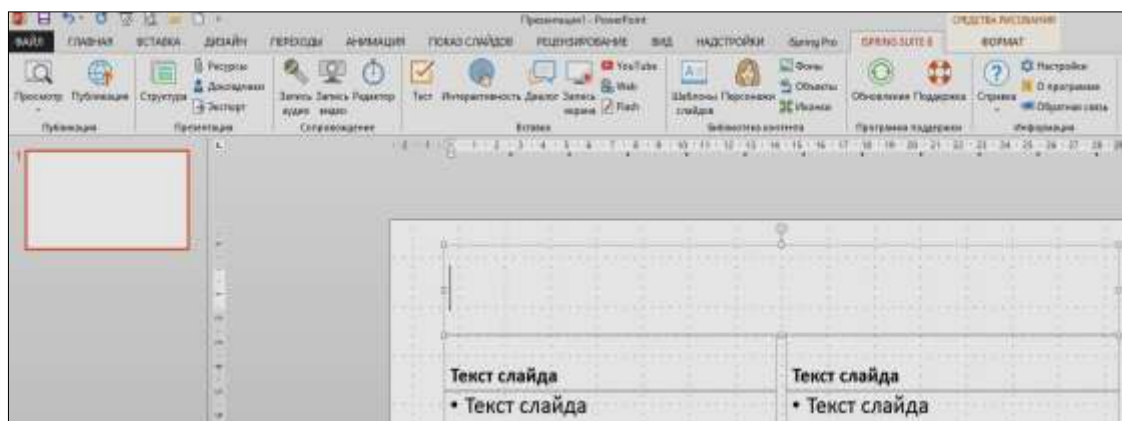 Презентация1 - PowerPoint
СРЕДСТВА РИСОВАНИЯ
ФАЙЛ ГЛАВНАЯ ВСТАВКА ДИЗАЙН ПЕРЕХОДЫ АНИМАЦИЯ ПОКАЗ СЛАЙДОВ РЕЦЕНЗИРОВАНИЕ ВИД НАДСТРОЙКИ iSpring Pro ISPRING SUITE 8 ФОРМАТ
Просмотр Публикация Структура Ресурсы Докладчики Экспорт
Запись аудио Запись видео Редактор
Тест Интерактивность Диалог Запись экрана YouTube Web Flash
Шаблоны слайдов Персонажи Фоны Объекты Иконки
Обновления Поддержка Справка Настройки О программе Обратная связь
Публикация Презентация Сопровождение Вставка Библиотека контента Программа поддержки Информация
1
Текст слайда Текст слайда
• Текст слайда • Текст слайда